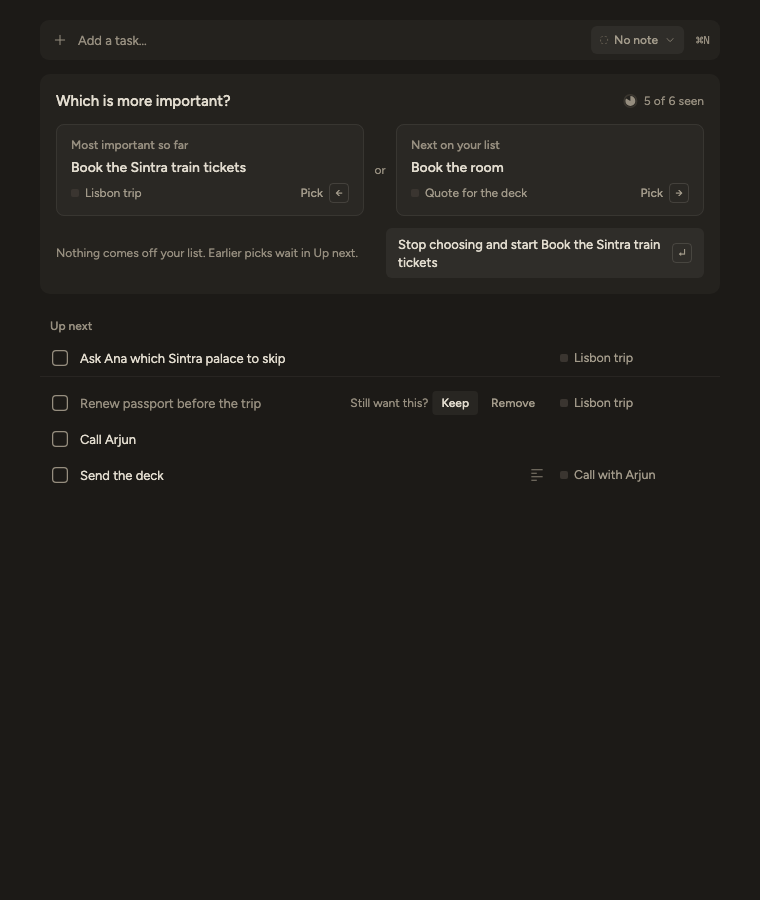 Add a task...
No note
⌘N
Which is more important?
5 of 6 seen
Most important so far
Book the Sintra train tickets
Lisbon trip
Pick ←
or
Next on your list
Book the room
Quote for the deck
Pick →
Nothing comes off your list. Earlier picks wait in Up next.
Stop choosing and start Book the Sintra train
tickets
Up next
Ask Ana which Sintra palace to skip
Lisbon trip
Renew passport before the trip
Still want this? Keep Remove
Lisbon trip
Call Arjun
Send the deck
Call with Arjun